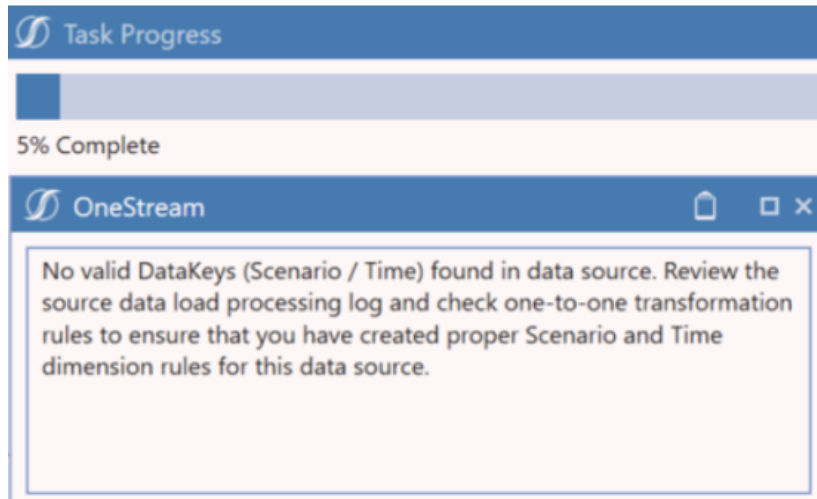 Task Progress
5% Complete
OneStream
No valid DataKeys (Scenario / Time) found in data source. Review the
source data load processing log and check one-to-one transformation
rules to ensure that you have created proper Scenario and Time
dimension rules for this data source.